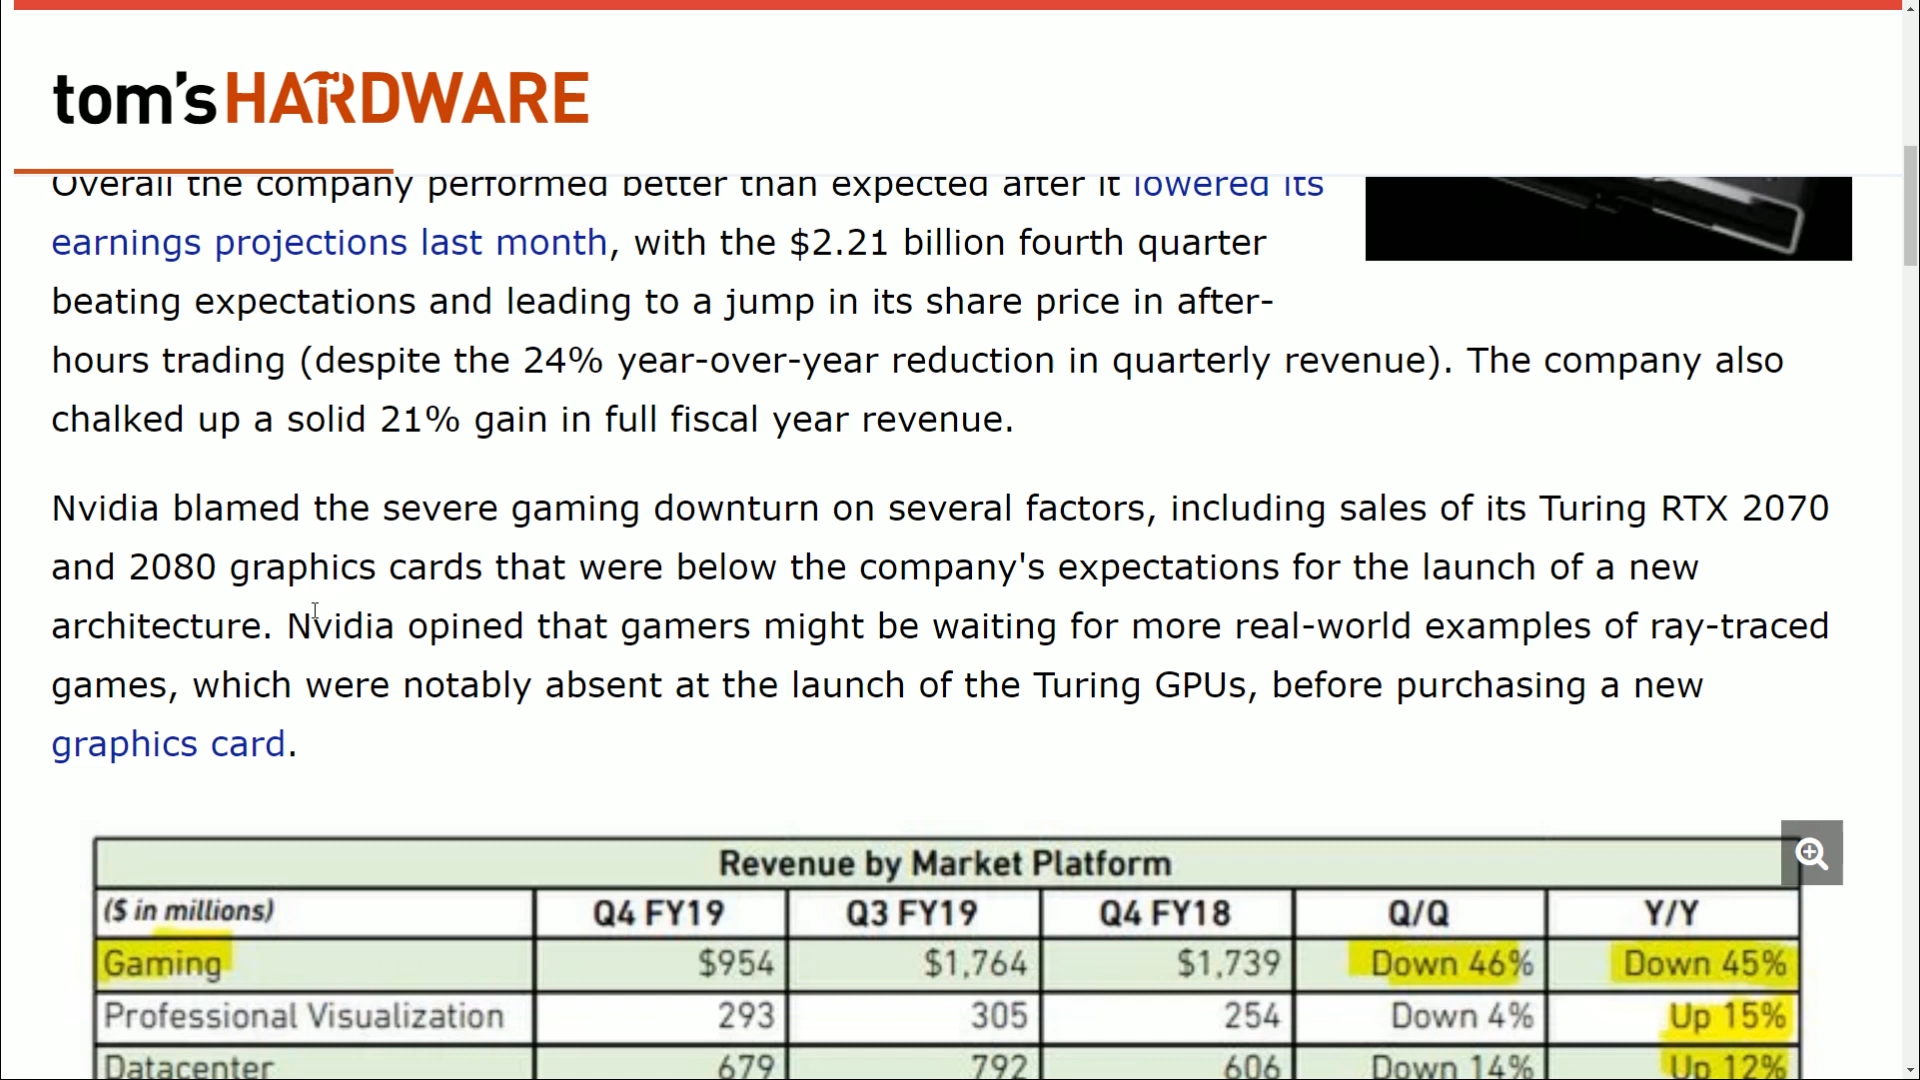 tom's HARDWARE
Overall the company performed better than expected after it lowered its
earnings projections last month, with the $2.21 billion fourth quarter
beating expectations and leading to a jump in its share price in after-
hours trading (despite the 24% year-over-year reduction in quarterly revenue). The company also
chalked up a solid 21% gain in full fiscal year revenue.
Nvidia blamed the severe gaming downturn on several factors, including sales of its Turing RTX 2070
and 2080 graphics cards that were below the company's expectations for the launch of a new
architecture. Nvidia opined that gamers might be waiting for more real-world examples of ray-traced
games, which were notably absent at the launch of the Turing GPUs, before purchasing a new
graphics card.
Revenue by Market Platform
($ in millions) Q4 FY19 Q3 FY19 Q4 FY18 Q/Q Y/Y
Gaming $954 $1,764 $1,739 Down 46% Down 45%
Professional Visualization 293 305 254 Down 4% Up 15%
Datacenter 679 792 606 Down 14% Up 12%